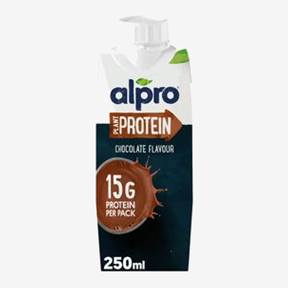 alpro
PLANT PROTEIN
CHOCOLATE FLAVOUR
15G
PROTEIN
PER PACK
250ml